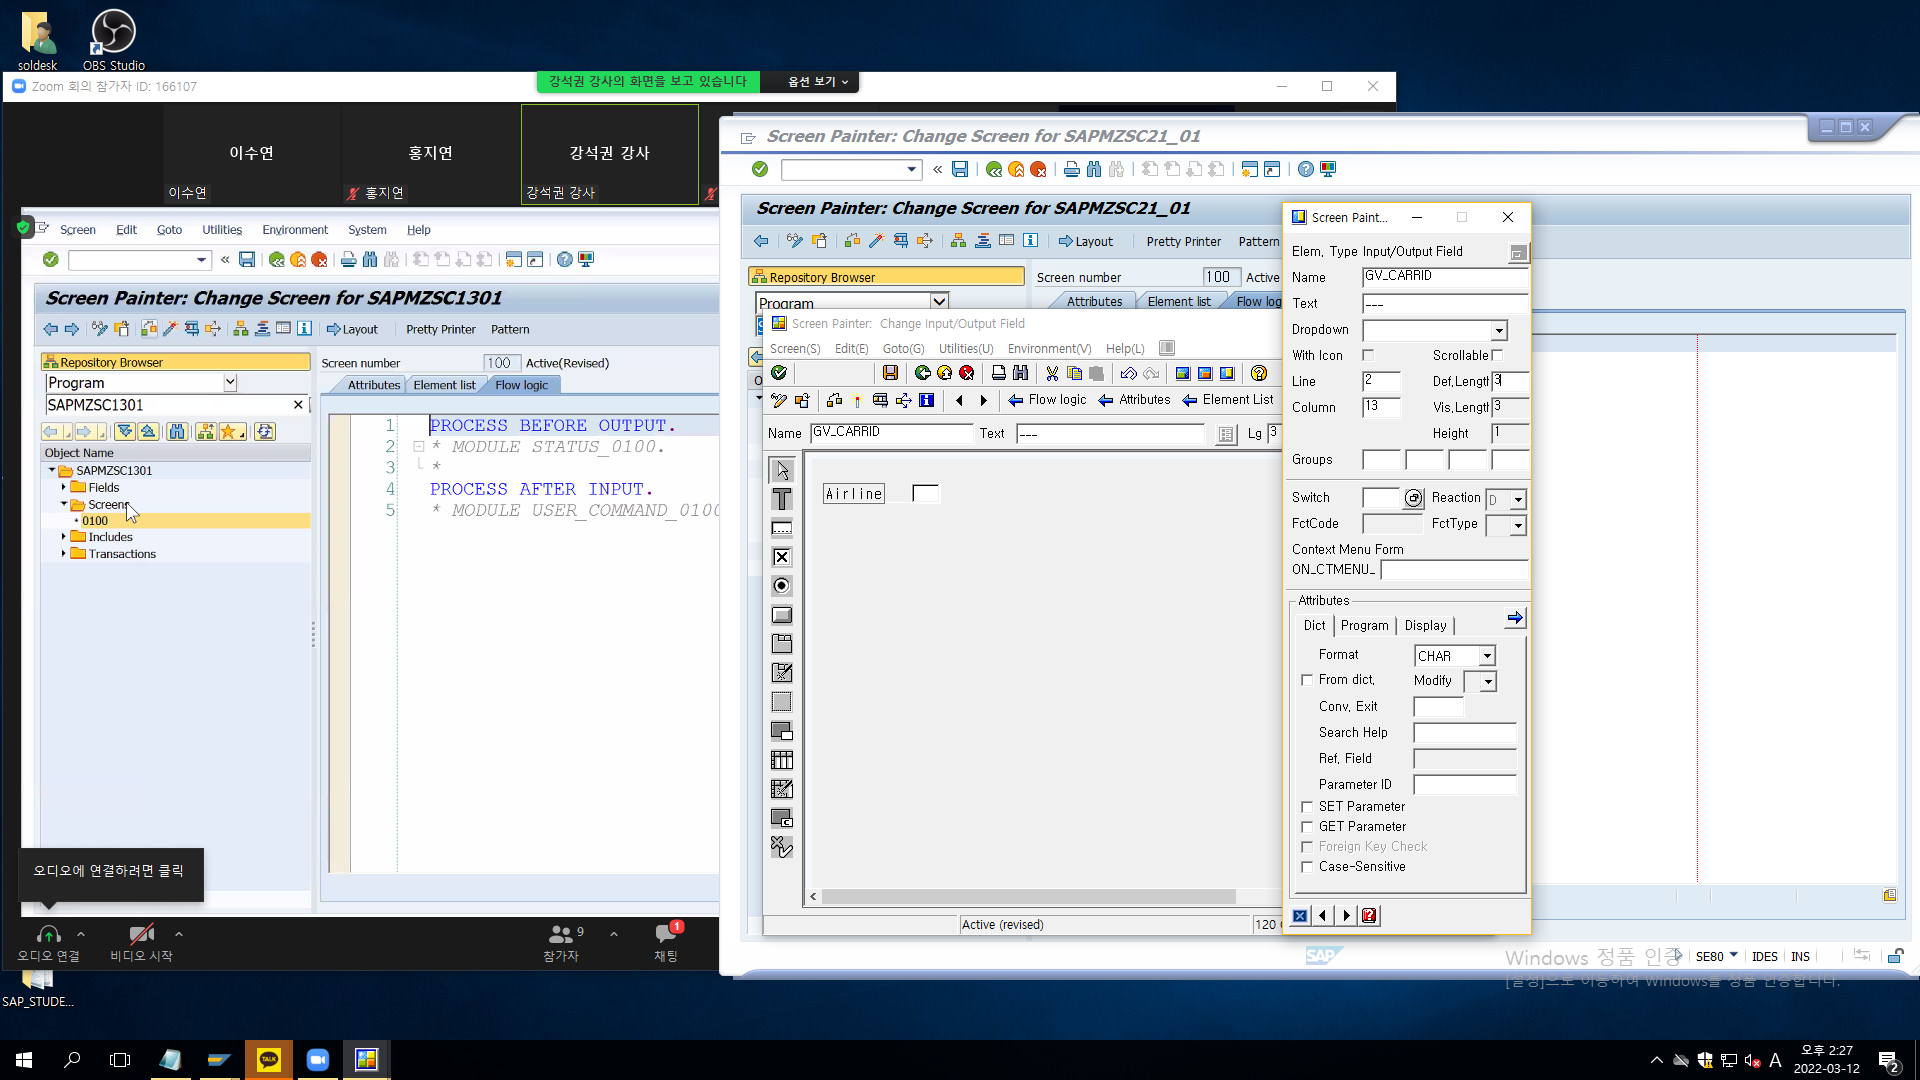 soldesk
OBS Studio
Zoom 회의 참가자 ID: 166107
강석권 강사의 화면을 보고 있습니다
옵션 보기
이수연
홍지연
강석권 강사
이수연
홍지연
강석권 강사
Screen Edit Goto Utilities Environment System Help
Screen Painter: Change Screen for SAPMZSC1301
Layout Pretty Printer Pattern
Repository Browser
Program
SAPMZSC1301
Object Name
SAPMZSC1301
Fields
Screens
0100
Includes
Transactions
Screen number 100 Active(Revised)
Attributes Element list Flow logic
1 PROCESS BEFORE OUTPUT.
2 * MODULE STATUS_0100.
3 *
4 PROCESS AFTER INPUT.
5 * MODULE USER_COMMAND_0100
오디오에 연결하려면 클릭
오디오 연결
비디오 시작
9
참가자
1
채팅
Screen Painter: Change Screen for SAPMZSC21_01
Screen Painter: Change Screen for SAPMZSC21_01
Layout Pretty Printer Pattern
Repository Browser
Program
Screen number 100 Active
Attributes Element list Flow log
Screen Painter: Change Input/Output Field
Screen(S) Edit(E) Goto(G) Utilities(U) Environment(V) Help(L)
Flow logic Attributes Element List
Name GV_CARRID Text ___ Lg 3
Airline
Active (revised)
120
Screen Paint...
Elem. Type Input/Output Field
Name GV_CARRID
Text ___
Dropdown
With Icon Scrollable
Line 2 Def.Length 3
Column 13 Vis.Length 3
Height 1
Groups
Switch Reaction D
FctCode FctType
Context Menu Form
ON_CTMENU_
Attributes
Dict Program Display
Format CHAR
From dict. Modify
Conv. Exit
Search Help
Ref. Field
Parameter ID
SET Parameter
GET Parameter
Foreign Key Check
Case-Sensitive
SAP
Windows 정품 인증
[설정]으로 이동하여 Windows를 정품 인증합니다.
SE80 IDES INS
SAP_STUDE...
TALK
A
오후 2:27
2022-03-12
2